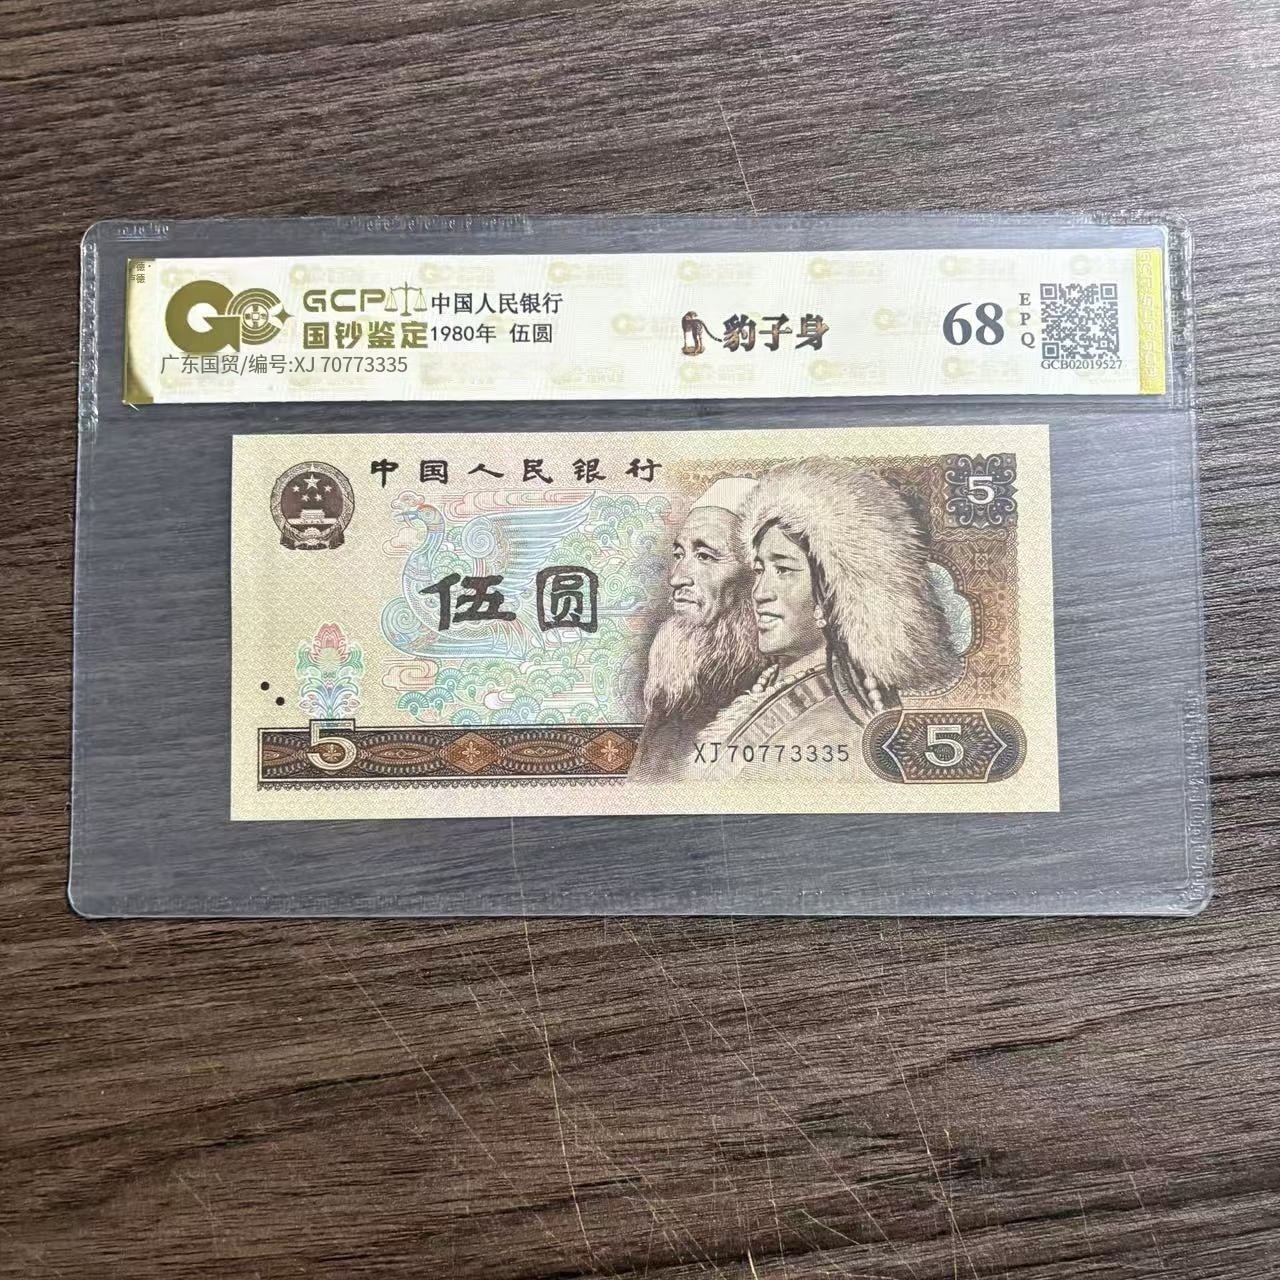 GCP 中国人民银行
国钞鉴定 1980年 伍圆
广东国贸/编号:XJ 70773335
豹子身
68
EPQ
GCB02019527
中国人民银行
5
伍圆
5
XJ70773335
5